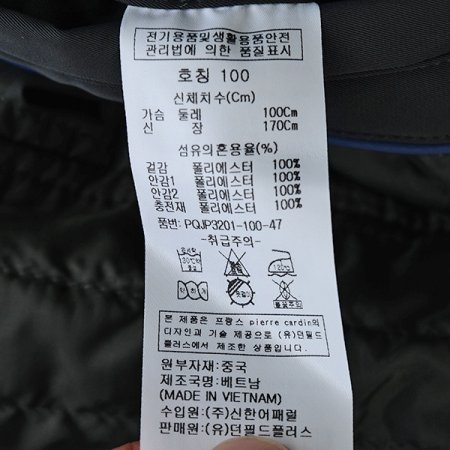 전기용품및생활용품안전
관리법에 의한 품질표시
호칭 100
신체치수(Cm)
가슴 둘레 100Cm
신 장 170Cm
섬유의혼용율(%)
겉감 폴리에스터 100%
안감1 폴리에스터 100%
안감2 폴리에스터 100%
충전재 폴리에스터 100%
품번: PQJP3201-100-47
-취급주의-
본 제품은 프랑스 pierre cardin의
디자인과 기술 제공으로 (유)던필드
플러스에서 제조한 상품입니다.
원부자재:중국
제조국명:베트남
(MADE IN VIETNAM)
수입원:(주)신한어패럴
판매원:(유)던필드플러스